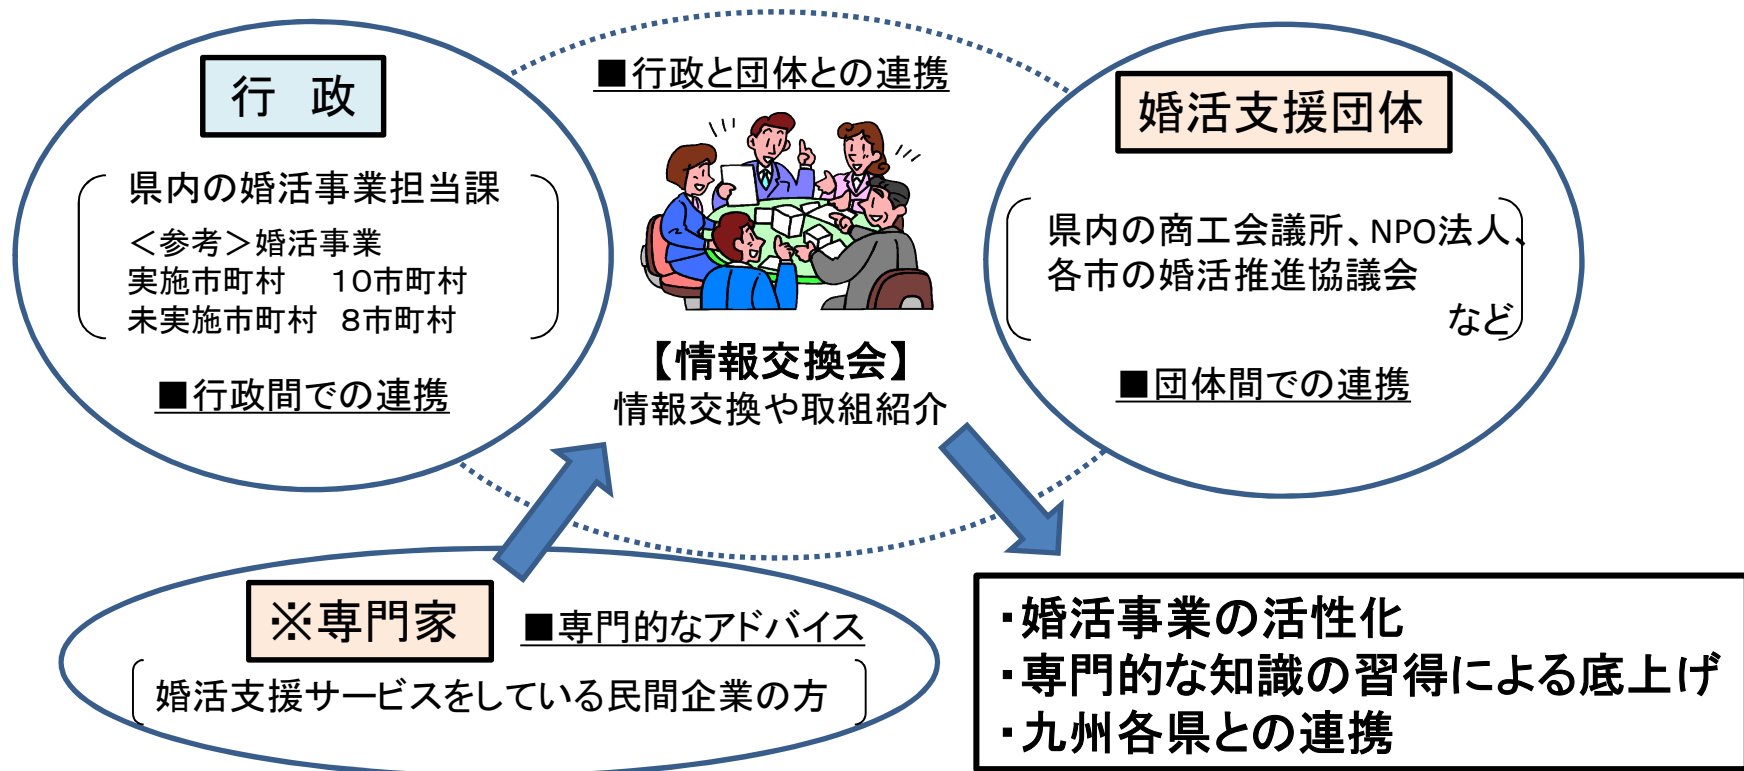 行　政
県内の婚活事業担当課
＜参考＞婚活事業
実施市町村　１０市町村
未実施市町村　８市町村
■行政間での連携
■行政と団体との連携
【情報交換会】
情報交換や取組紹介
婚活支援団体
県内の商工会議所、NPO法人、
各市の婚活推進協議会
など
■団体間での連携
※専門家
■専門的なアドバイス
婚活支援サービスをしている民間企業の方
・婚活事業の活性化
・専門的な知識の習得による底上げ
・九州各県との連携